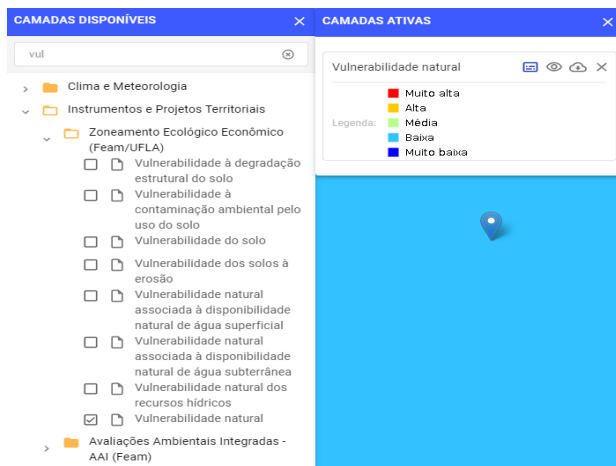 CAMADAS DISPONÍVEIS
vul
Clima e Meteorologia
Instrumentos e Projetos Territoriais
Zoneamento Ecológico Econômico
(Feam/UFLA)
Vulnerabilidade à degradação
estrutural do solo
Vulnerabilidade à
contaminação ambiental pelo
uso do solo
Vulnerabilidade do solo
Vulnerabilidade dos solos à
erosão
Vulnerabilidade natural
associada à disponibilidade
natural de água superficial
Vulnerabilidade natural
associada à disponibilidade
natural de água subterrânea
Vulnerabilidade natural dos
recursos hídricos
Vulnerabilidade natural
Avaliações Ambientais Integradas -
AAI (Feam)
CAMADAS ATIVAS
Vulnerabilidade natural
Legenda:
Muito alta
Alta
Média
Baixa
Muito baixa